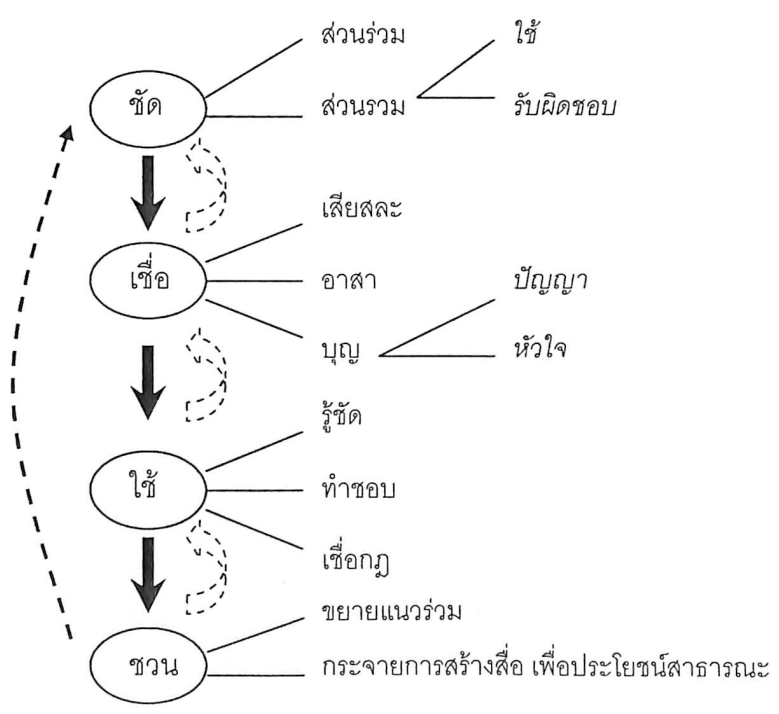 ส่วนร่วม
ใช้
ชัด
ส่วนรวม
รับผิดชอบ
เสียสละ
เชื่อ
อาสา
ปัญญา
บุญ
หัวใจ
รู้ชัด
ใช้
ทำชอบ
เชื่อกฎ
ขยายแนวร่วม
ชวน
กระจายการสร้างสื่อ เพื่อประโยชน์สาธารณะ